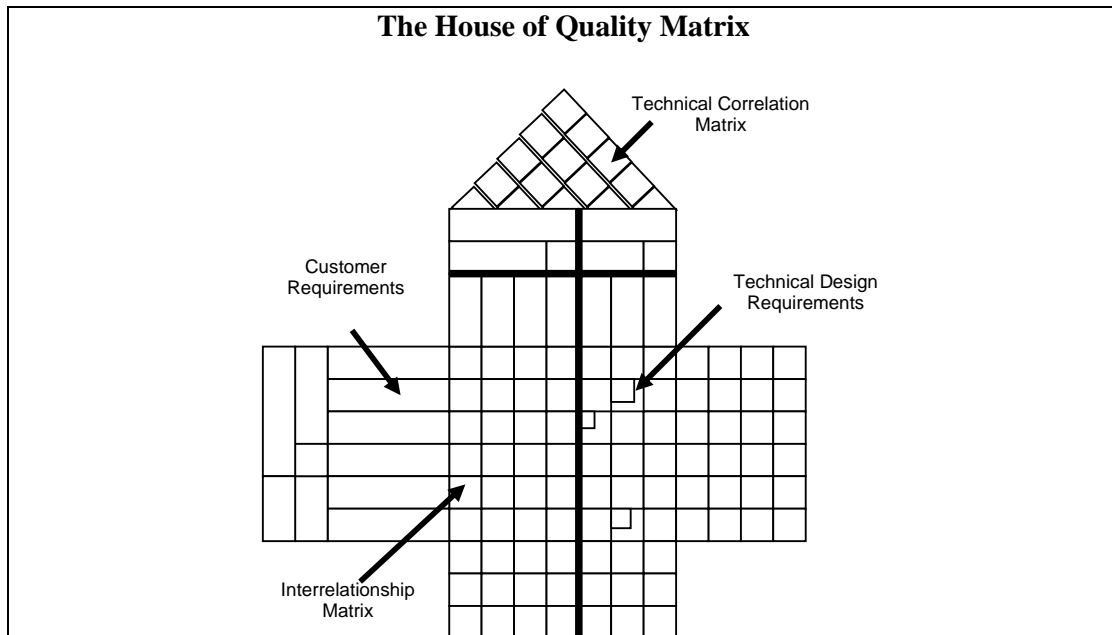 The House of Quality Matrix
Technical Correlation
Matrix
Customer
Requirements
Technical Design
Requirements
Interrelationship
Matrix